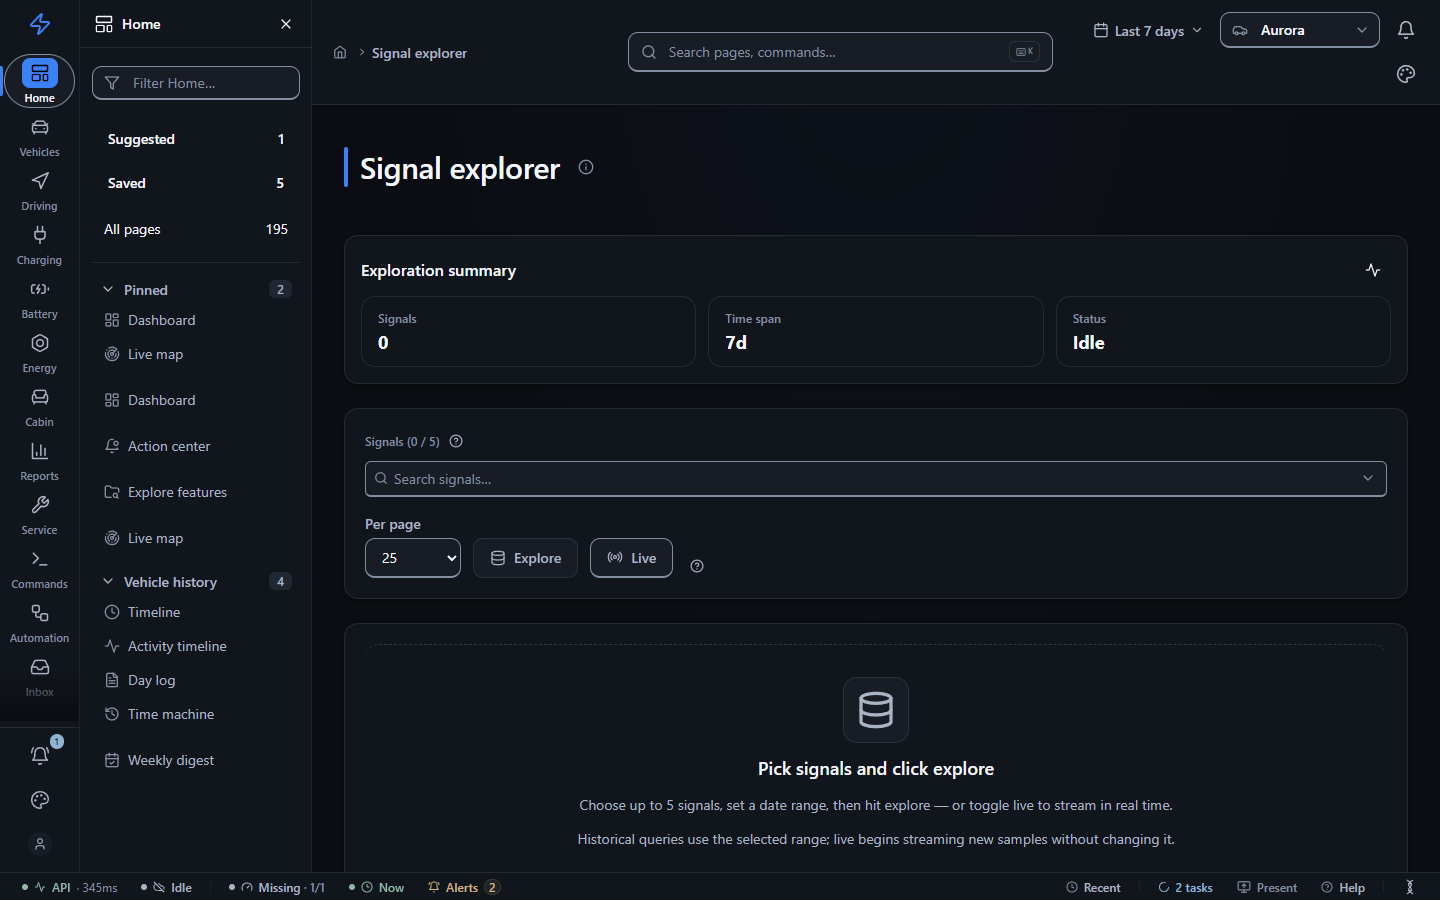 Home
Vehicles
Driving
Charging
Battery
Energy
Cabin
Reports
Service
Commands
Automation
Inbox
1
Home
Filter Home...
Suggested 1
Saved 5
All pages 195
Pinned 2
Dashboard
Live map
Dashboard
Action center
Explore features
Live map
Vehicle history 4
Timeline
Activity timeline
Day log
Time machine
Weekly digest
Signal explorer
Search pages, commands... K
Last 7 days
Aurora
Signal explorer
Exploration summary
Signals
0
Time span
7d
Status
Idle
Signals (0 / 5)
Search signals...
Per page
25 Explore Live
Pick signals and click explore
Choose up to 5 signals, set a date range, then hit explore — or toggle live to stream in real time.
Historical queries use the selected range; live begins streaming new samples without changing it.
API · 345ms Idle Missing · 1/1 Now Alerts 2 Recent 2 tasks Present Help